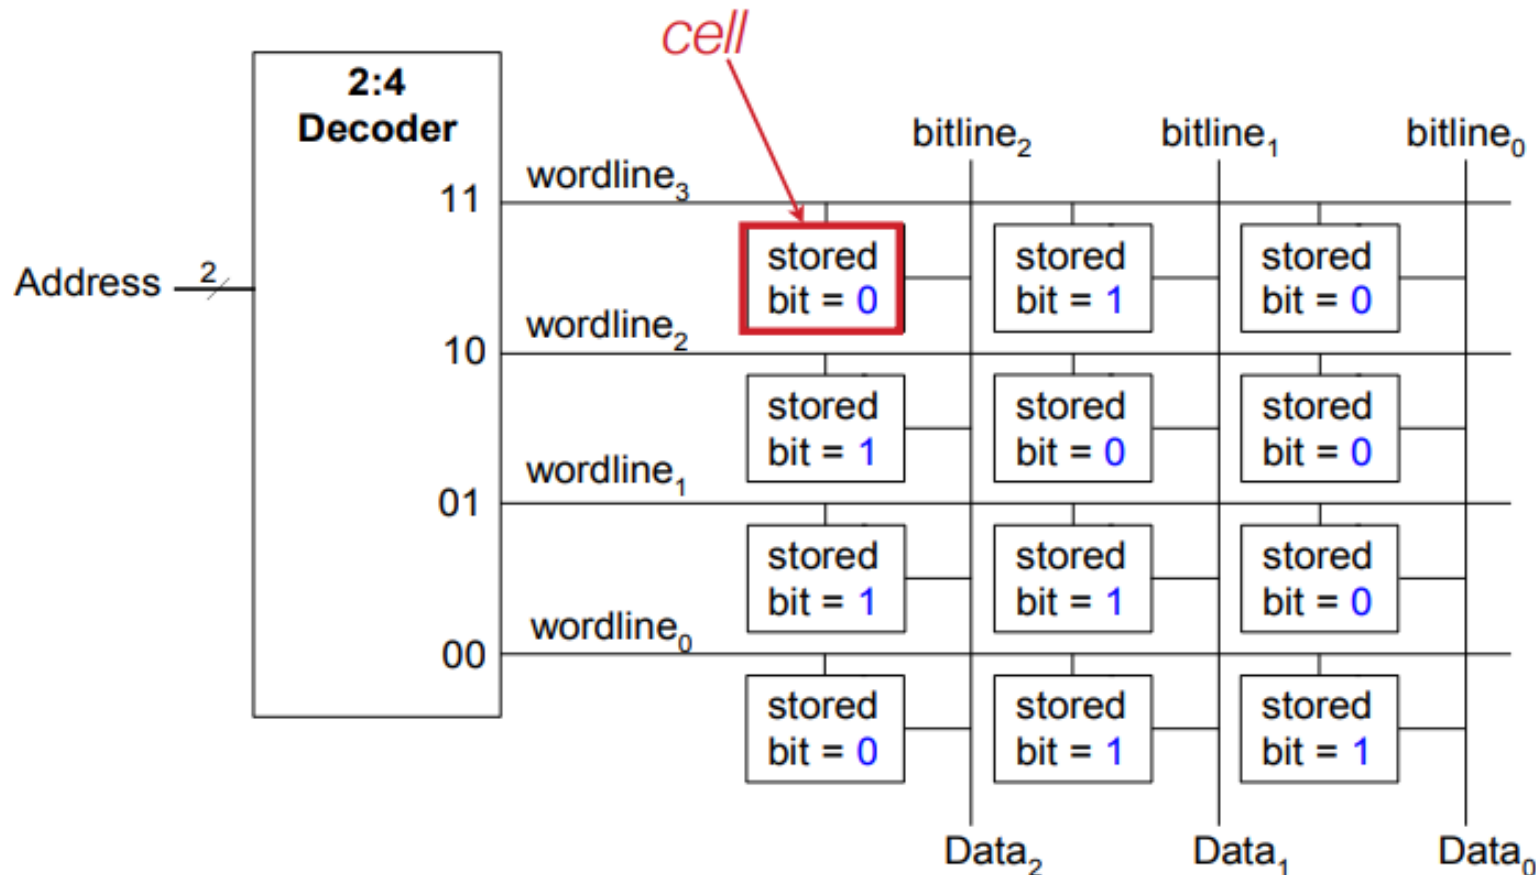 cell
2:4
Decoder
bitline₂ bitline₁ bitline₀
wordline₃
11
stored stored stored
bit = 0 bit = 1 bit = 0
Address 2
wordline₂
10
stored stored stored
bit = 1 bit = 0 bit = 0
wordline₁
01
stored stored stored
bit = 1 bit = 1 bit = 0
wordline₀
00
stored stored stored
bit = 0 bit = 1 bit = 1
Data₂ Data₁ Data₀